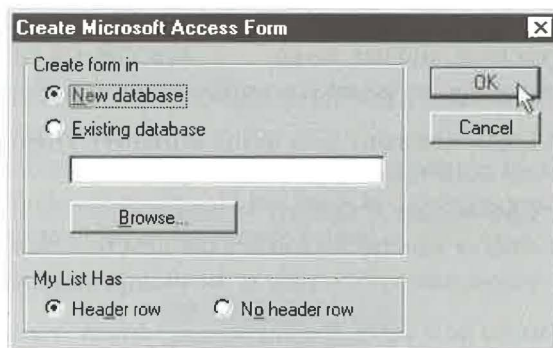 Create Microsoft Access Form
Create form in
New database
Existing database
Browse...
OK
Cancel
My List Has
Header row No header row